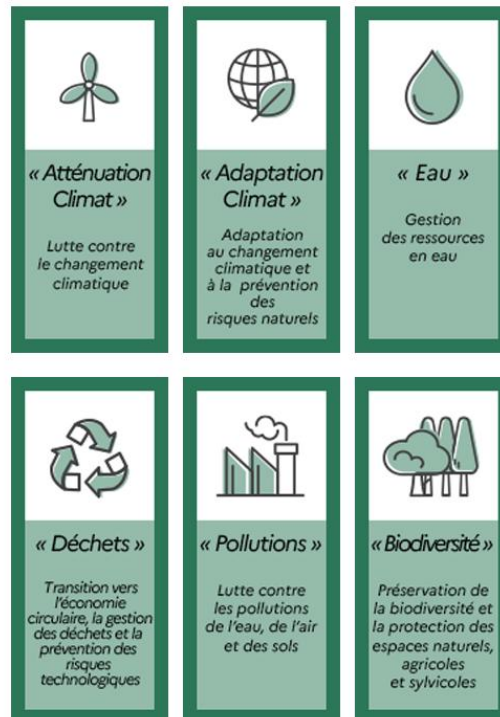 « Atténuation
Climat »
Lutte contre
le changement
climatique
« Adaptation
Climat »
Adaptation
au changement
climatique et
à la prévention
des
risques naturels
« Eau »
Gestion
des ressources
en eau
« Déchets »
Transition vers
l'économie
circulaire, la gestion
des déchets et la
prévention des
risques
technologiques
« Pollutions »
Lutte contre
les pollutions
de l'eau, de l'air
et des sols
« Biodiversité »
Préservation de
la biodiversité et
la protection des
espaces naturels,
agricoles
et sylvicoles